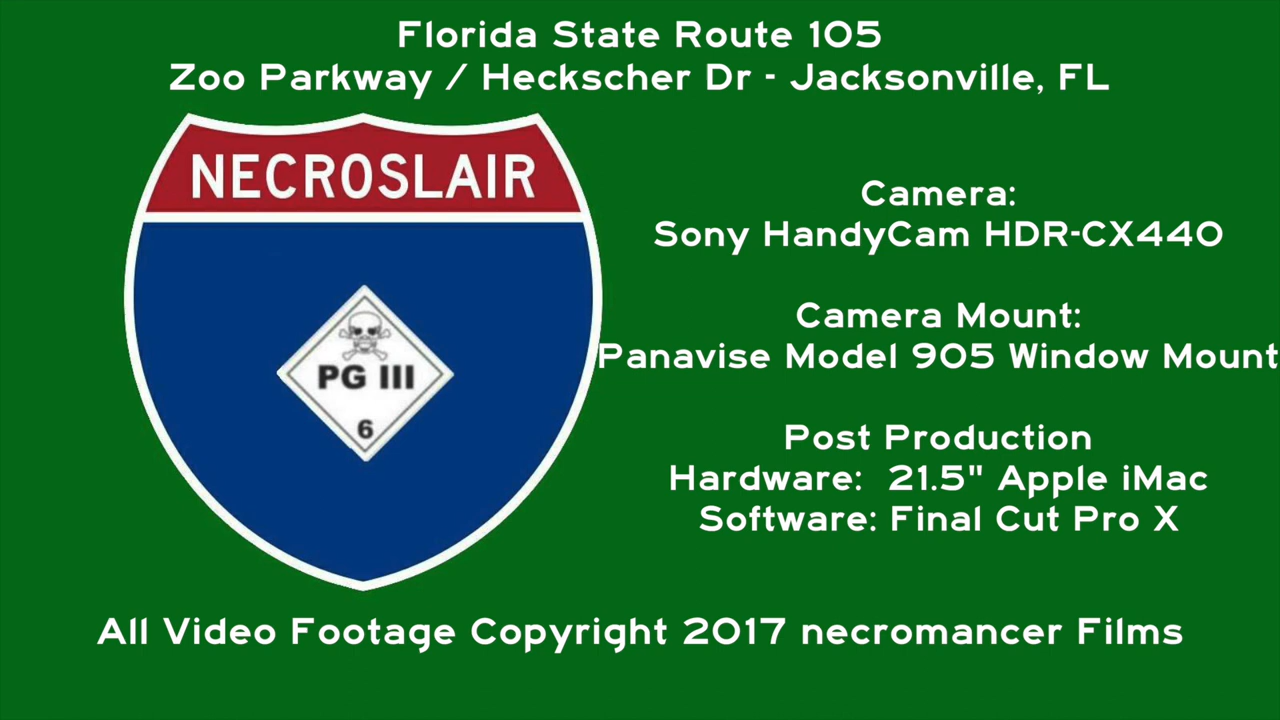 Florida State Route 105
Zoo Parkway / Heckscher Dr - Jacksonville, FL
NECROSLAIR
PG III
6
Camera:
Sony HandyCam HDR-CX440
Camera Mount:
Panavise Model 905 Window Mount
Post Production
Hardware:  21.5" Apple iMac
Software: Final Cut Pro X
All Video Footage Copyright 2017 necromancer Films